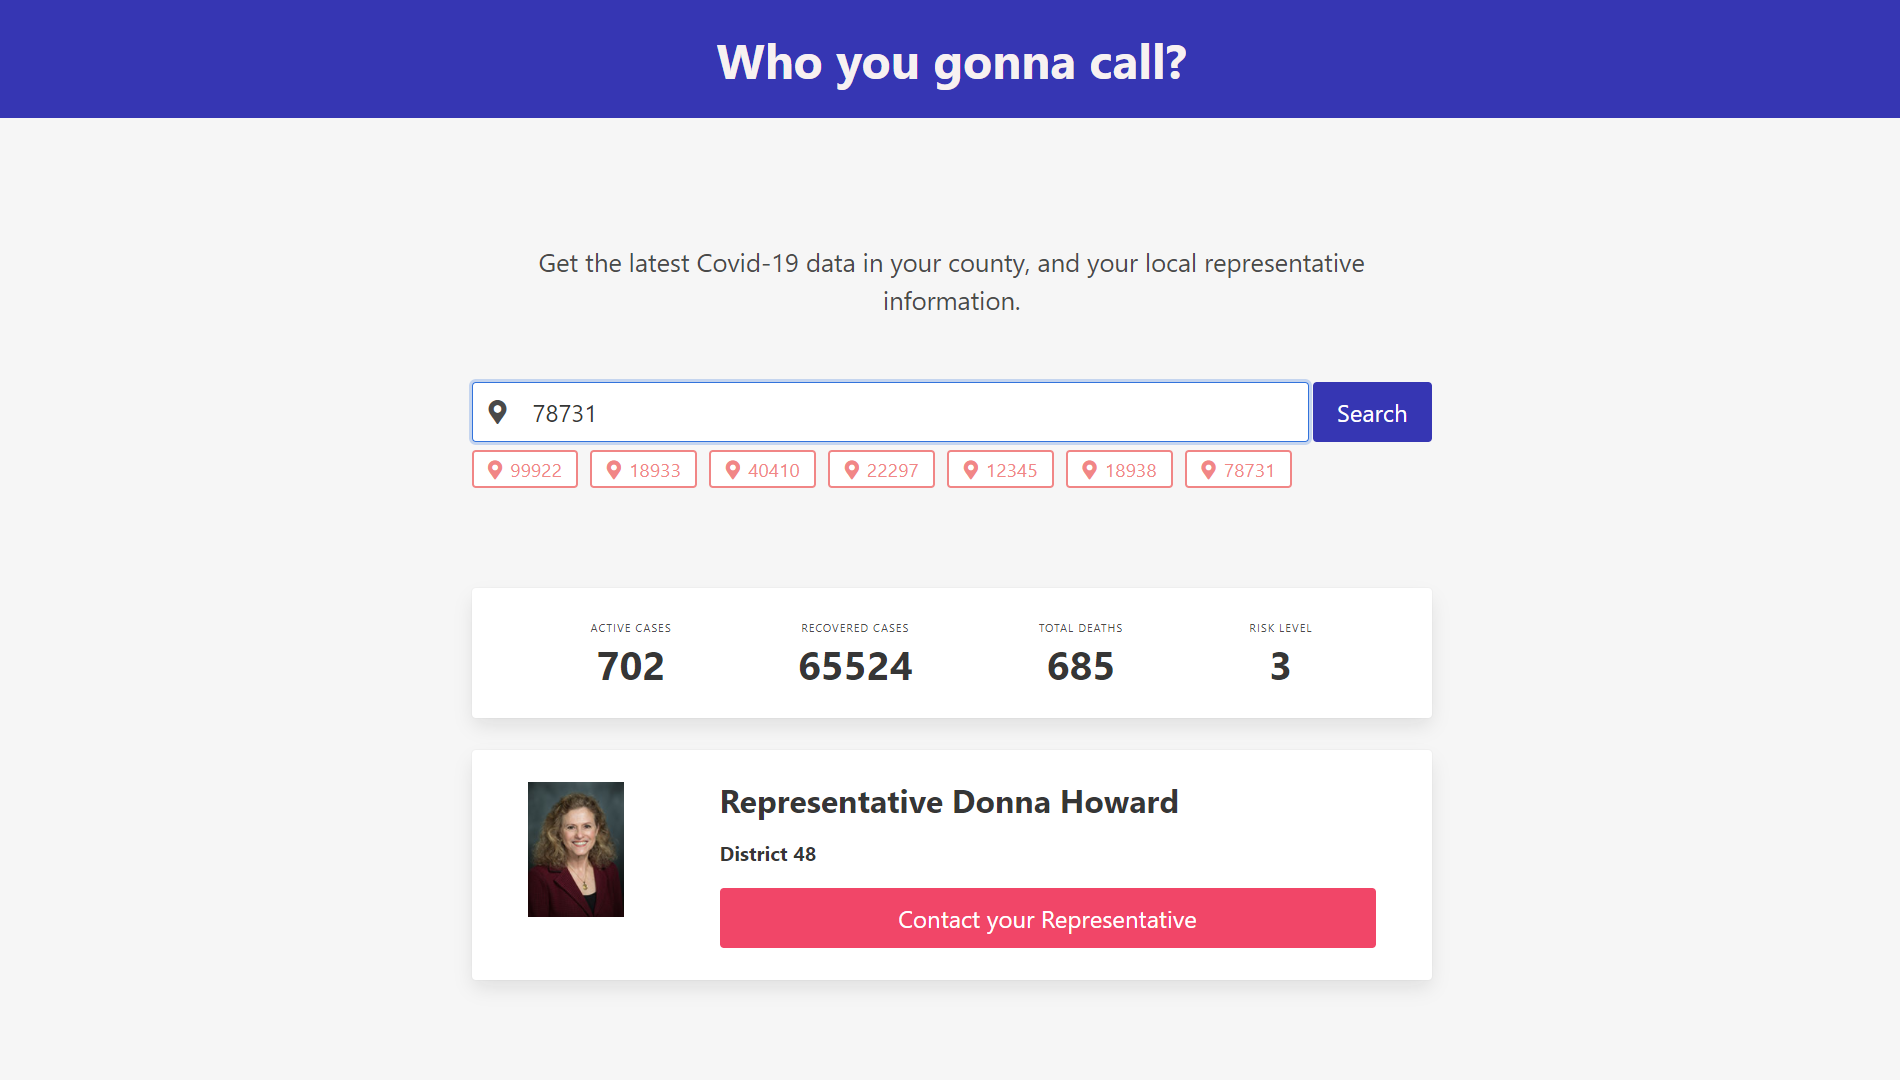 Who you gonna call?
Get the latest Covid-19 data in your county, and your local representative
information.
78731
Search
99922
18933
40410
22297
12345
18938
78731
ACTIVE CASES
702
RECOVERED CASES
65524
TOTAL DEATHS
685
RISK LEVEL
3
Representative Donna Howard
District 48
Contact your Representative